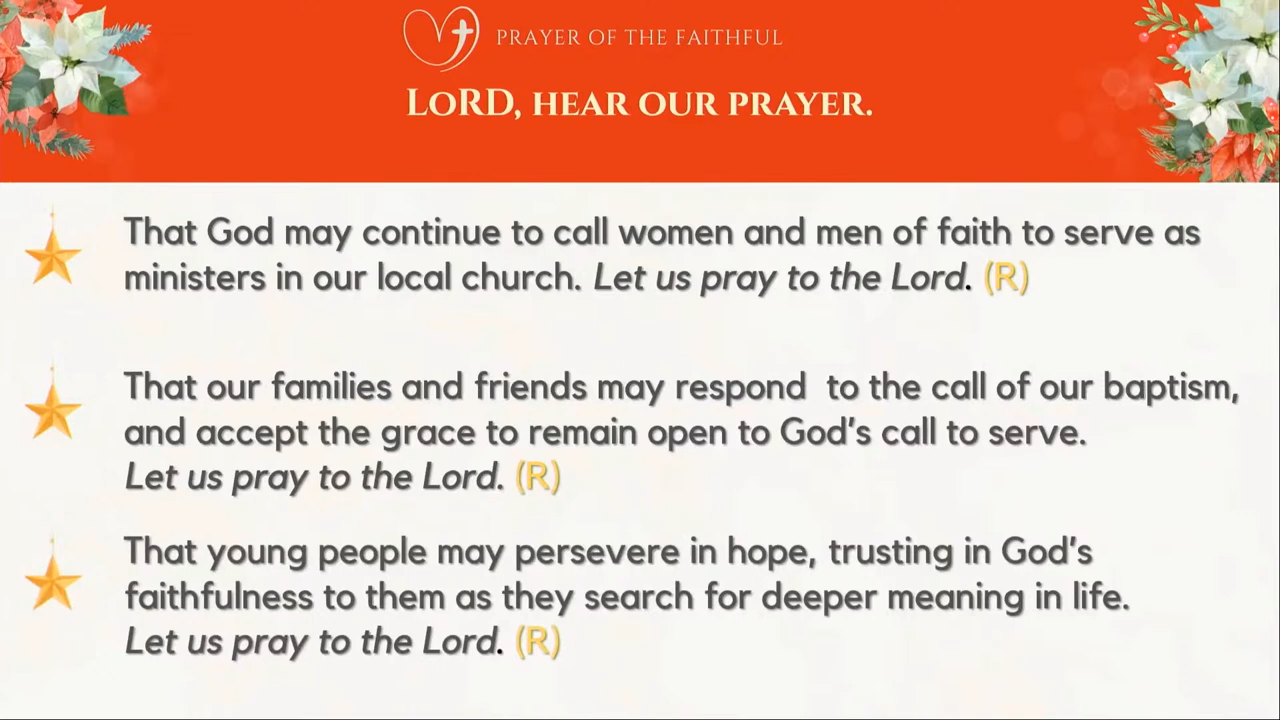 PRAYER OF THE FAITHFUL
LoRD, HEAR OUR PRAYER.
That God may continue to call women and men of faith to serve as
ministers in our local church. Let us pray to the Lord. (R)
That our families and friends may respond  to the call of our baptism,
and accept the grace to remain open to God's call to serve.
Let us pray to the Lord. (R)
That young people may persevere in hope, trusting in God's
faithfulness to them as they search for deeper meaning in life.
Let us pray to the Lord. (R)